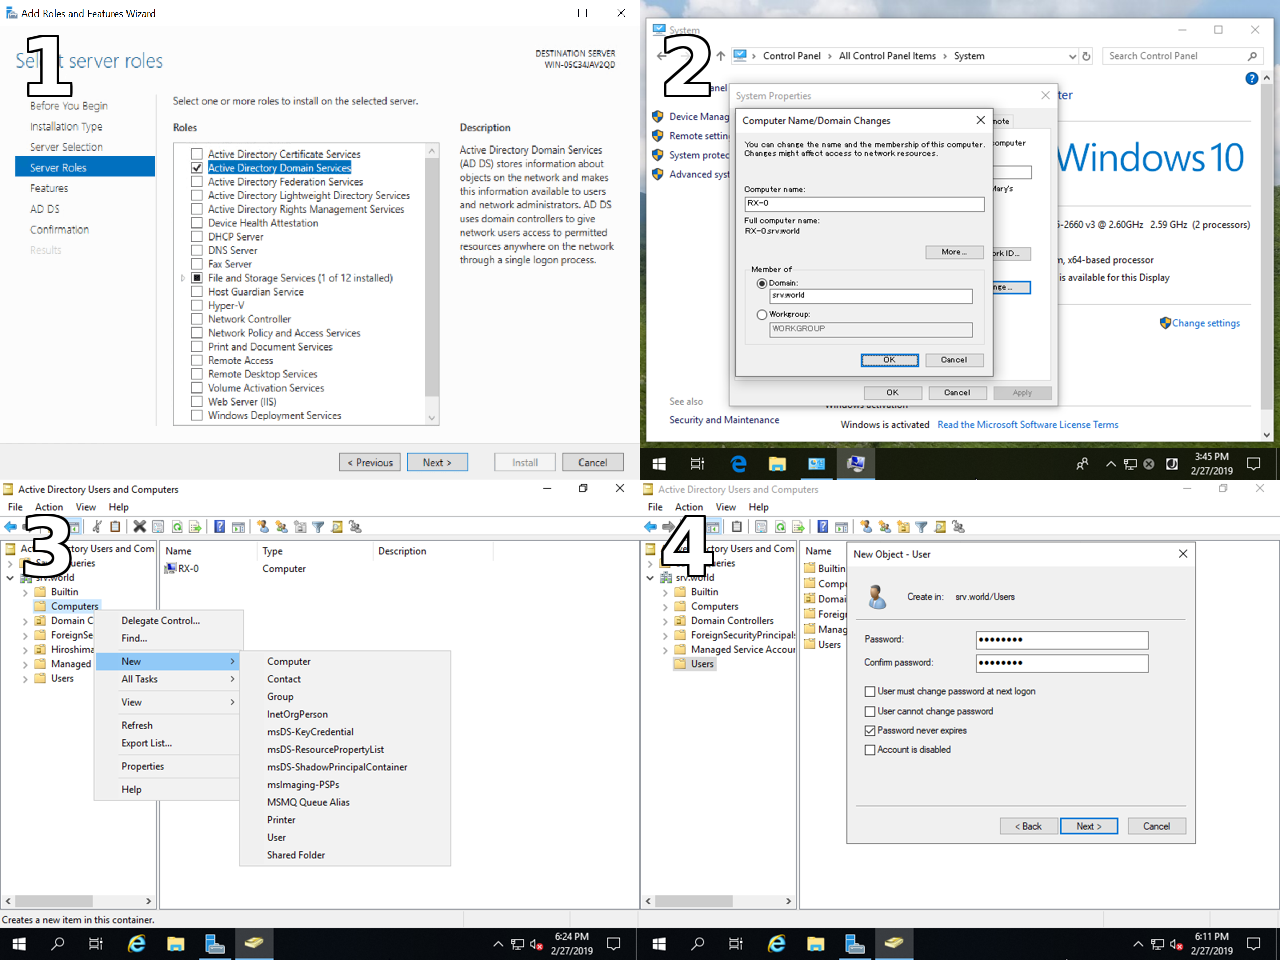 Add Roles and Features Wizard
1
Select server roles
DESTINATION SERVER
WIN-05C34JAV2QD
Before You Begin
Installation Type
Server Selection
Server Roles
Features
AD DS
Confirmation
Results
Select one or more roles to install on the selected server.
Roles
Active Directory Certificate Services
Active Directory Domain Services
Active Directory Federation Services
Active Directory Lightweight Directory Services
Active Directory Rights Management Services
Device Health Attestation
DHCP Server
DNS Server
Fax Server
File and Storage Services (1 of 12 installed)
Host Guardian Service
Hyper-V
Network Controller
Network Policy and Access Services
Print and Document Services
Remote Access
Remote Desktop Services
Volume Activation Services
Web Server (IIS)
Windows Deployment Services
Description
Active Directory Domain Services
(AD DS) stores information about
objects on the network and makes
this information available to users
and network administrators. AD DS
uses domain controllers to give
network users access to permitted
resources anywhere on the network
through a single logon process.
< Previous
Next >
Install
Cancel
System
2
Control Panel > All Control Panel Items > System
Search Control Panel
Device Manag
Remote settin
System protec
Advanced syst
System Properties
Computer Name/Domain Changes
You can change the name and the membership of this computer.
Changes might affect access to network resources.
Computer name:
RX-0
Full computer name:
RX-0.srv.world
More...
Member of
Domain:
srv.world
Workgroup:
WORKGROUP
OK
Cancel
OK
Cancel
Apply
note
omputer
Mary's
rk ID...
nge...
ter
Windows 10
-2660 v3 @ 2.60GHz 2.59 GHz (2 processors)
m, x64-based processor
is available for this Display
Change settings
See also
Security and Maintenance
Windows activation
Windows is activated
Read the Microsoft Software License Terms
3:45 PM
2/27/2019
Active Directory Users and Computers
File Action View Help
3
Active Directory Users and Com
Saved Queries
srv.world
Builtin
Computers
Domain C
ForeignSe
Hiroshima
Managed
Users
Name
Type
Description
RX-0
Computer
Delegate Control...
Find...
New
All Tasks
View
Refresh
Export List...
Properties
Help
Computer
Contact
Group
InetOrgPerson
msDS-KeyCredential
msDS-ResourcePropertyList
msDS-ShadowPrincipalContainer
msImaging-PSPs
MSMQ Queue Alias
Printer
User
Shared Folder
Creates a new item in this container.
6:24 PM
2/27/2019
Active Directory Users and Computers
File Action View Help
4
Active Directory Users and Com
Saved Queries
srv.world
Builtin
Computers
Domain Controllers
ForeignSecurityPrincipals
Managed Service Accour
Users
Name
Builtin
Compu
Domai
Foreign
Manag
Users
New Object - User
Create in: srv.world/Users
Password:
Confirm password:
User must change password at next logon
User cannot change password
Password never expires
Account is disabled
< Back
Next >
Cancel
6:11 PM
2/27/2019